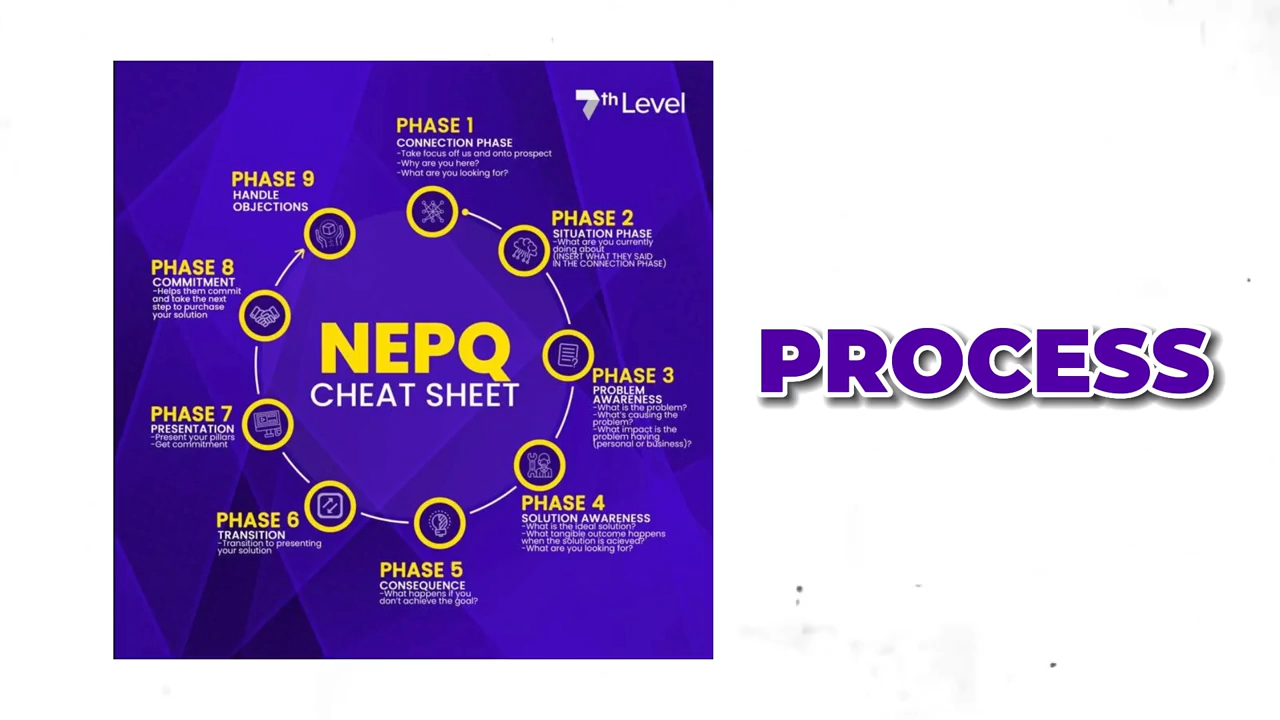 7th Level
PHASE 1
CONNECTION PHASE
-Take focus off us and onto prospect
-Why are you here?
-What are you looking for?
PHASE 2
SITUATION PHASE
-What are you currently
doing about
(INSERT WHAT THEY SAID
IN THE CONNECTION PHASE)
PHASE 3
PROBLEM
AWARENESS
-What is the problem?
-What's causing the
problem?
-What impact is the
problem having
(personal or business)?
PHASE 4
SOLUTION AWARENESS
-What is the ideal solution?
-What tangible outcome happens
when the solution is acieved?
-What are you looking for?
PHASE 5
CONSEQUENCE
-What happens if you
don't achieve the goal?
PHASE 6
TRANSITION
-Transition to presenting
your solution
PHASE 7
PRESENTATION
-Present your pillars
-Get commitment
PHASE 8
COMMITMENT
-Helps them commit
and take the next
step to purchase
your solution
PHASE 9
HANDLE
OBJECTIONS
NEPQ
CHEAT SHEET
PROCESS